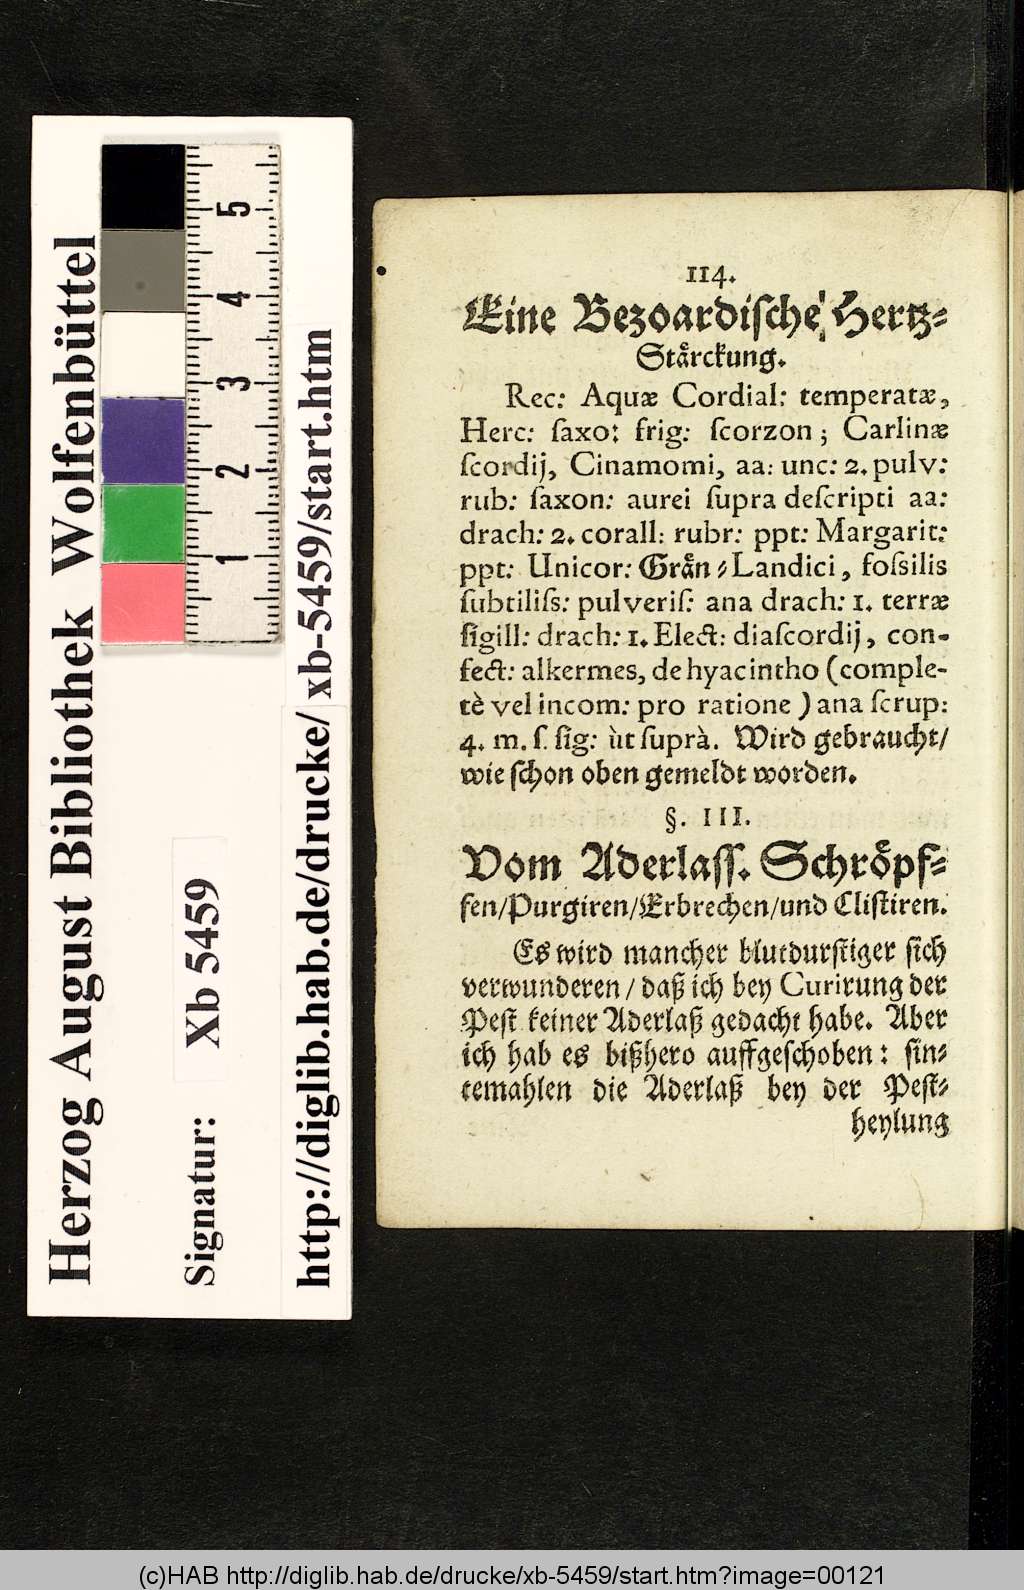 114.
Eine Bezoardische Hertz-
Stärckung.
Rec: Aquæ Cordial: temperatæ,
Herc: ſaxo: frig: ſcorzon; Carlinæ
ſcordij, Cinamomi, aa: unc: 2. pulv:
rub: ſaxon: aurei ſupra deſcripti aa:
drach: 2. corall: rubr: ppt: Margarit:
ppt: Unicor: Grån-Landici, foſsilis
ſubtiliſs: pulveriſ: ana drach: 1. terræ
ſigill: drach: 1. Elect: diaſcordij, con-
fect: alkermes, de hyacintho (comple-
tè vel incom: pro ratione) ana ſcrup:
4. m. ſ. ſig: ùt ſuprà. Wird gebraucht/
wie ſchon oben gemeldt worden.
§. III.
Vom Aderlaſſ. Schröpf-
fen/Purgiren/Erbrechen/und Cliſtiren.
Es wird mancher blutdurſtiger ſich
verwunderen/ daß ich bey Curirung der
Peſt keiner Aderlaß gedacht habe. Aber
ich hab es bißhero auffgeſchoben: ſin-
temahlen die Aderlaß bey der Peſt-
heylung
Herzog August Bibliothek Wolfenbüttel
Signatur: Xb 5459
http://diglib.hab.de/drucke/ xb-5459/start.htm
5
4
3
2
1
(c)HAB http://diglib.hab.de/drucke/xb-5459/start.htm?image=00121